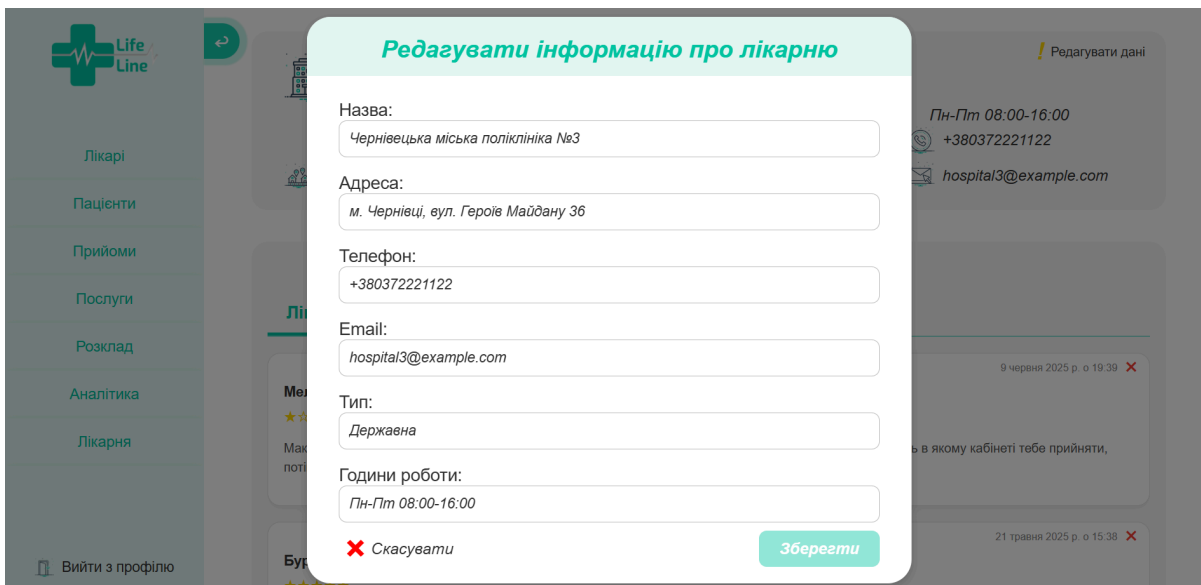 Life
Line
Лікарі
Пацієнти
Прийоми
Послуги
Розклад
Аналітика
Лікарня
Вийти з профілю
Редагувати дані
Пн-Пт 08:00-16:00
+380372221122
hospital3@example.com
Редагувати інформацію про лікарню
Назва:
Чернівецька міська поліклініка №3
Адреса:
м. Чернівці, вул. Героїв Майдану 36
Телефон:
+380372221122
Email:
hospital3@example.com
Тип:
Державна
Години роботи:
Пн-Пт 08:00-16:00
Скасувати
Зберегти
9 червня 2025 р. о 19:39
в якому кабінеті тебе прийняти,
21 травня 2025 р. о 15:38